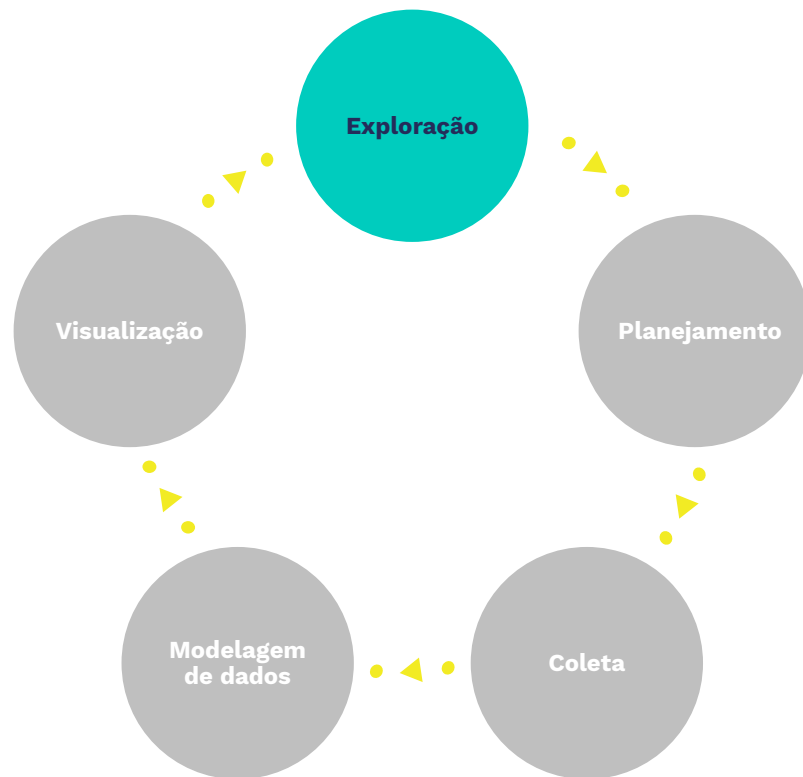 Exploração
Visualização
Planejamento
Modelagem
de dados
Coleta